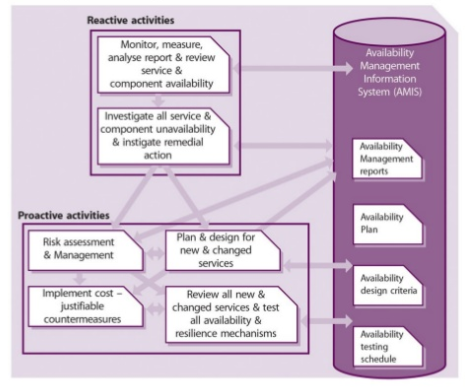 Reactive activities
Monitor, measure,
analyse report & review
service &
component availability
Investigate all service &
component unavailability
& instigate remedial
action
Proactive activities
Risk assessment
& Management
Plan & design for
new & changed
services
Implement cost –
justifiable
countermeasures
Review all new &
changed services & test
all availability &
resilience mechanisms
Availability
Management
Information
System (AMIS)
Availability
Management
reports
Availability
Plan
Availability
design criteria
Availability
testing
schedule